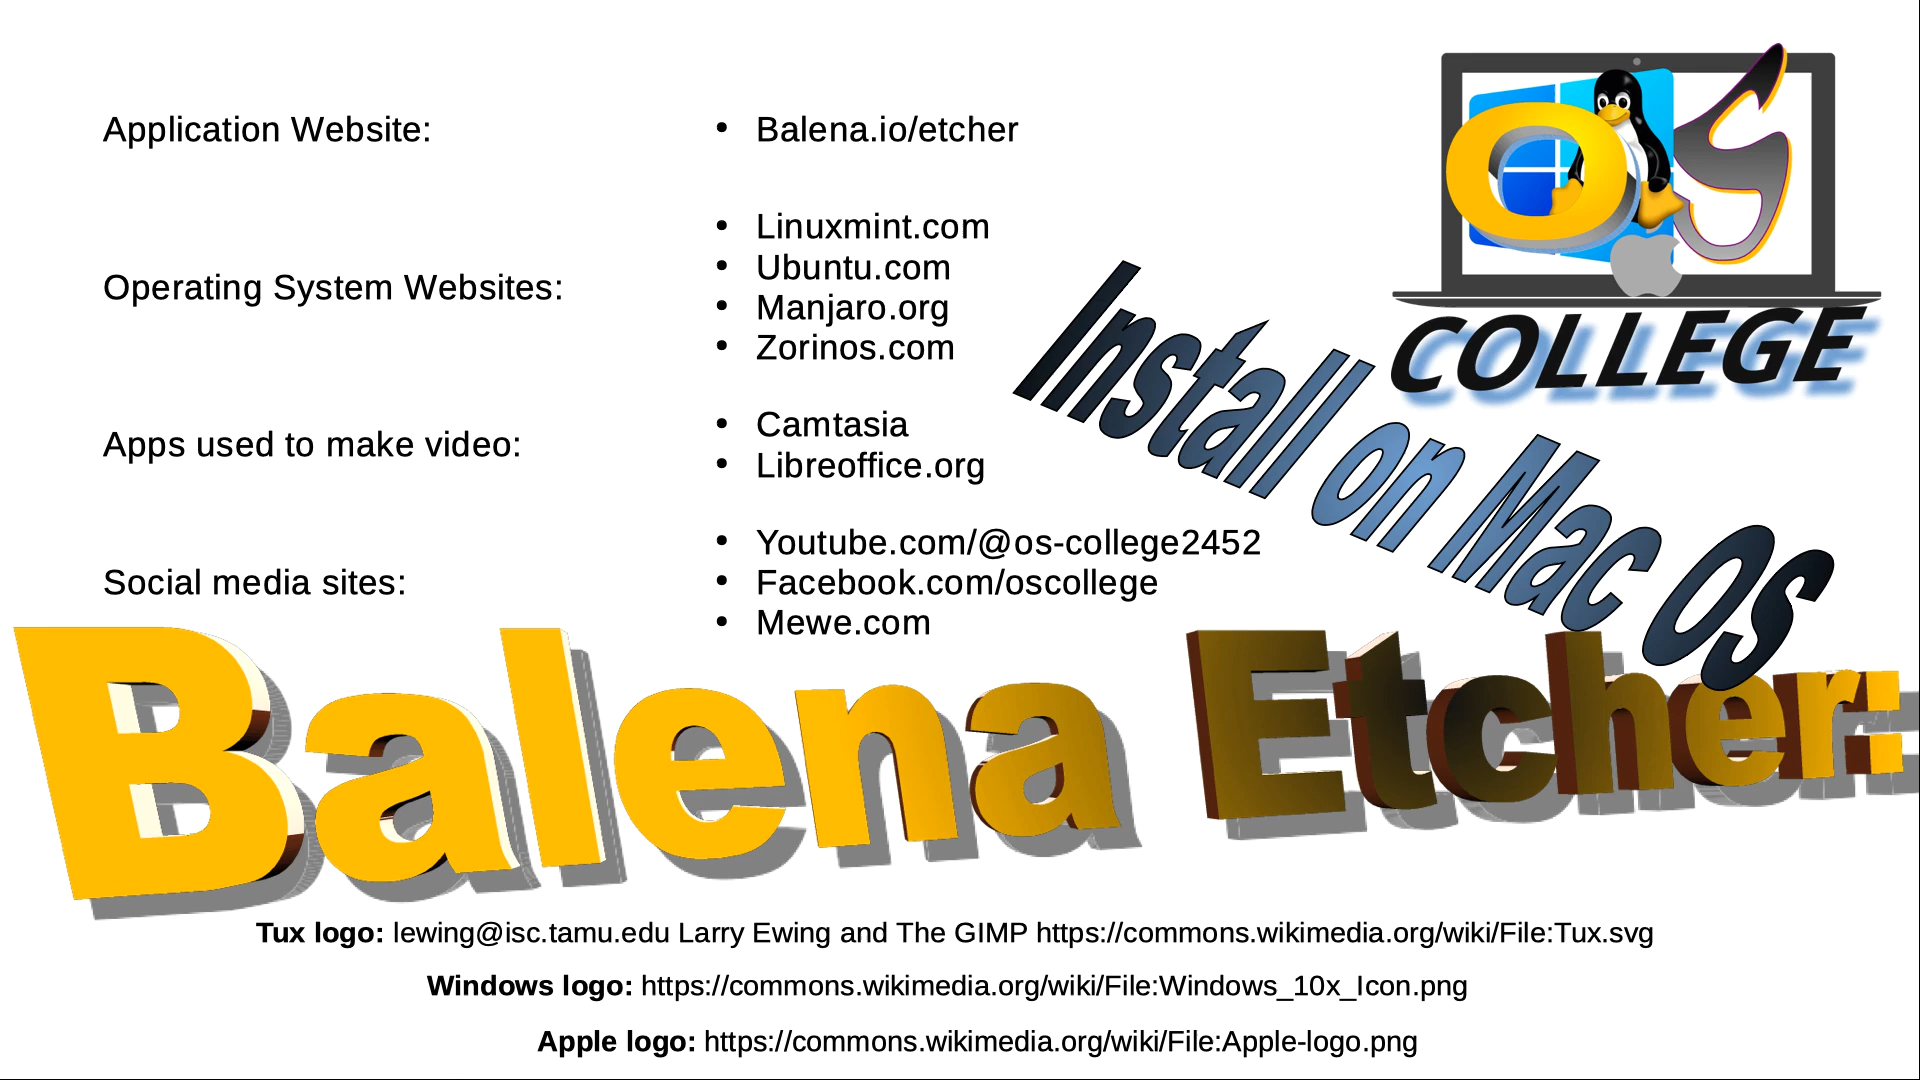 Application Website:
• Balena.io/etcher
Operating System Websites:
• Linuxmint.com
• Ubuntu.com
• Manjaro.org
• Zorinos.com
Apps used to make video:
• Camtasia
• Libreoffice.org
Social media sites:
• Youtube.com/@os-college2452
• Facebook.com/oscollege
• Mewe.com
OS
COLLEGE
Install on Mac Os
Balena Etcher:
Tux logo: lewing@isc.tamu.edu Larry Ewing and The GIMP https://commons.wikimedia.org/wiki/File:Tux.svg
Windows logo: https://commons.wikimedia.org/wiki/File:Windows_10x_Icon.png
Apple logo: https://commons.wikimedia.org/wiki/File:Apple-logo.png